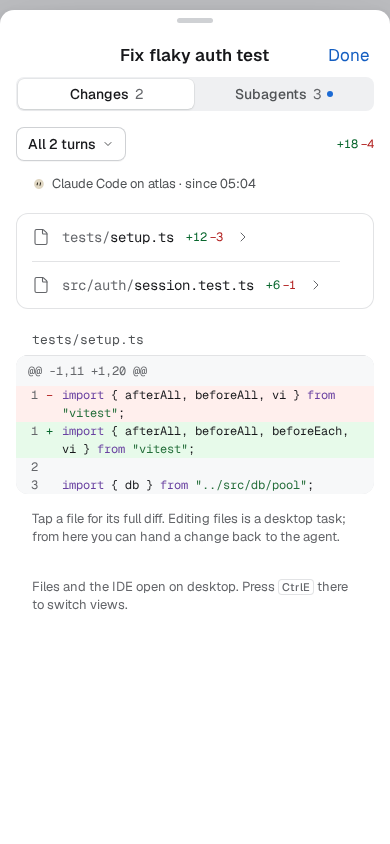 Fix flaky auth test
Done
Changes 2
Subagents 3
All 2 turns
+18 −4
Claude Code on atlas · since 05:04
tests/setup.ts +12 −3
src/auth/session.test.ts +6 −1
tests/setup.ts
@@ -1,11 +1,20 @@
1 − import { afterAll, beforeAll, vi } from
"vitest";
1 + import { afterAll, beforeAll, beforeEach,
vi } from "vitest";
2
3 import { db } from "../src/db/pool";
Tap a file for its full diff. Editing files is a desktop task;
from here you can hand a change back to the agent.
Files and the IDE open on desktop. Press CtrlE there
to switch views.